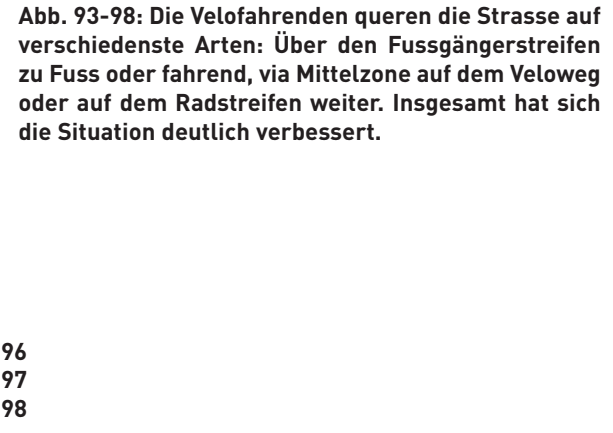 Abb. 93-98: Die Velofahrenden queren die Strasse auf
verschiedenste Arten: Über den Fussgängerstreifen
zu Fuss oder fahrend, via Mittelzone auf dem Veloweg
oder auf dem Radstreifen weiter. Insgesamt hat sich
die Situation deutlich verbessert.
96
97
98